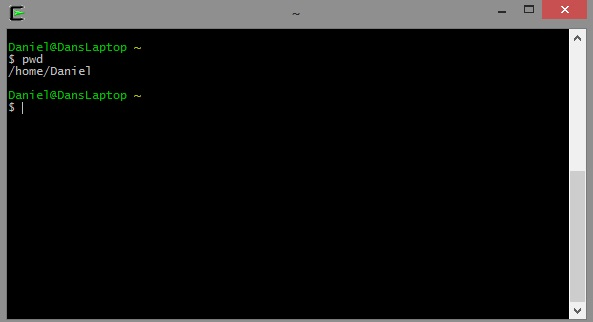 ~
Daniel@DansLaptop ~
$ pwd
/home/Daniel
Daniel@DansLaptop ~
$